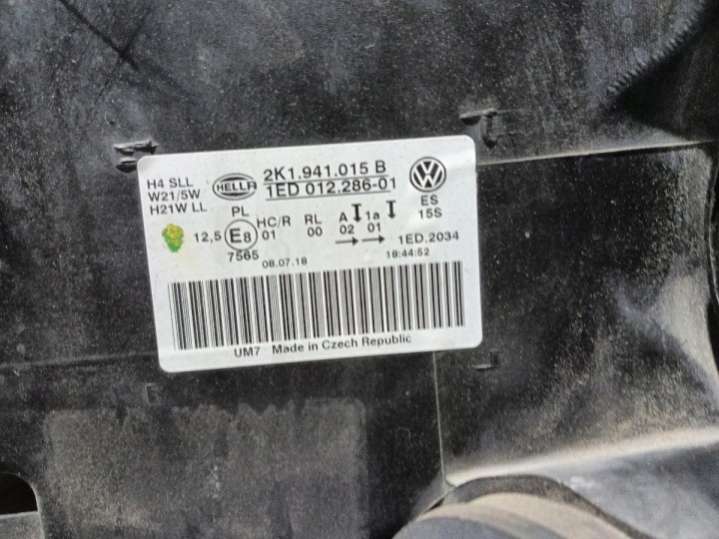 H4 SLL
W21/5W
H21W LL
HELLA
2K1.941.015 B
1ED 012.286-01
ES
15S
PL
12,5
E8
HC/R
01
RL
00
A
02
1a
01
1ED.2034
7565
08.07.18
18:44:52
UM7 Made in Czech Republic